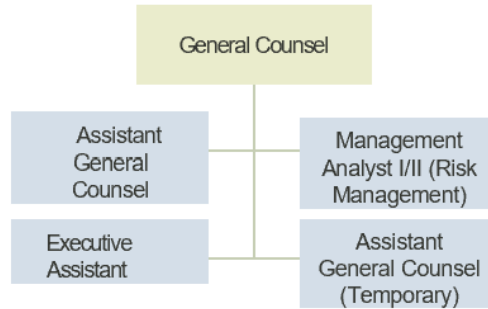 General Counsel
Assistant
General
Counsel
Management
Analyst I/II (Risk
Management)
Executive
Assistant
Assistant
General Counsel
(Temporary)